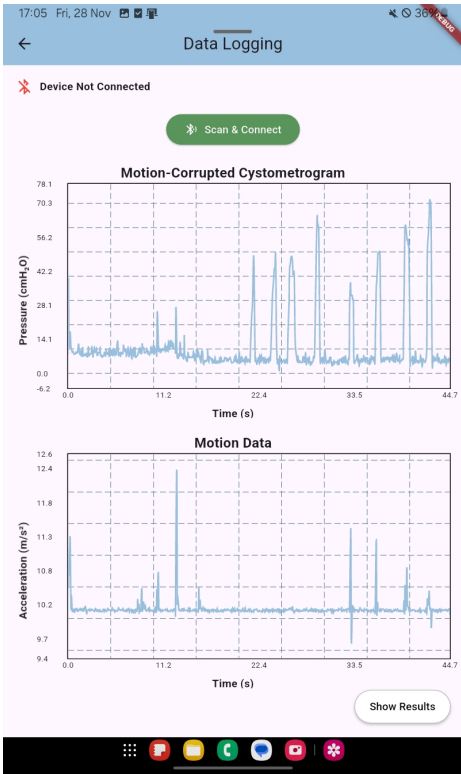 17:05 Fri, 28 Nov 36%
DEBUG
Data Logging
Device Not Connected
Scan & Connect
Motion-Corrupted Cystometrogram
Pressure (cmH₂O)
78.1
70.3
56.2
42.2
28.1
14.1
0.0
-6.2
0.0 11.2 22.4 33.5 44.7
Time (s)
Motion Data
Acceleration (m/s²)
12.6
12.4
11.8
11.3
10.8
10.2
9.7
9.4
0.0 11.2 22.4 33.5 44.7
Time (s)
Show Results